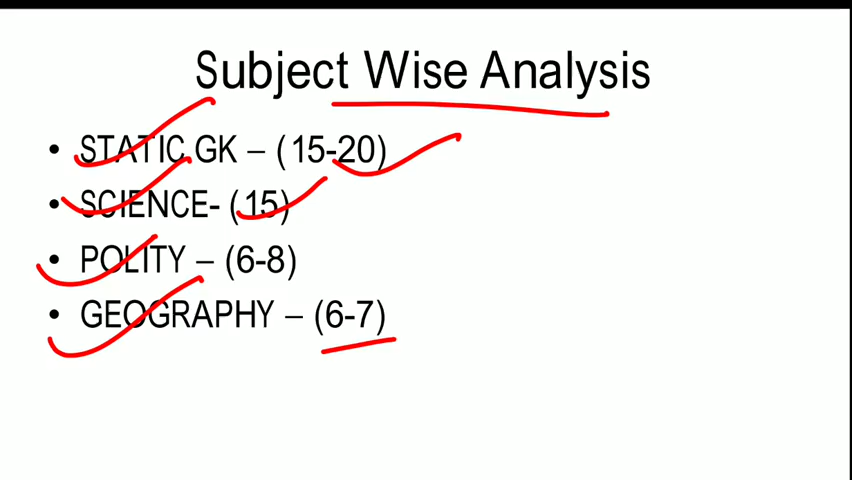 Subject Wise Analysis
• STATIC GK – (15-20)
• SCIENCE- (15)
• POLITY – (6-8)
• GEOGRAPHY – (6-7)